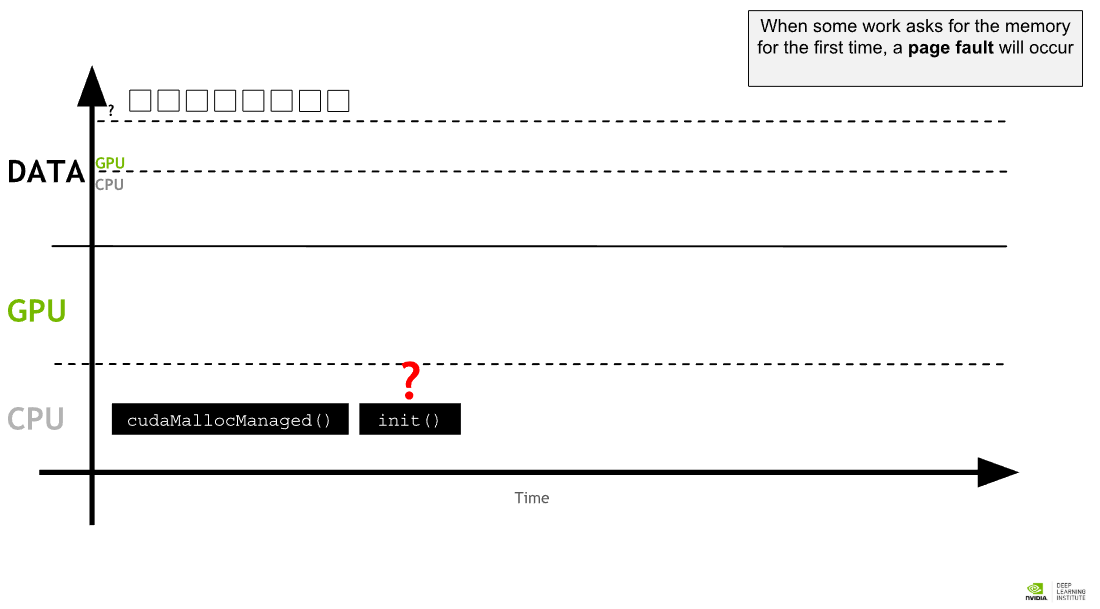 When some work asks for the memory
for the first time, a page fault will occur
?
DATA
GPU
CPU
GPU
?
CPU
cudaMallocManaged()
init()
Time
NVIDIA
DEEP
LEARNING
INSTITUTE